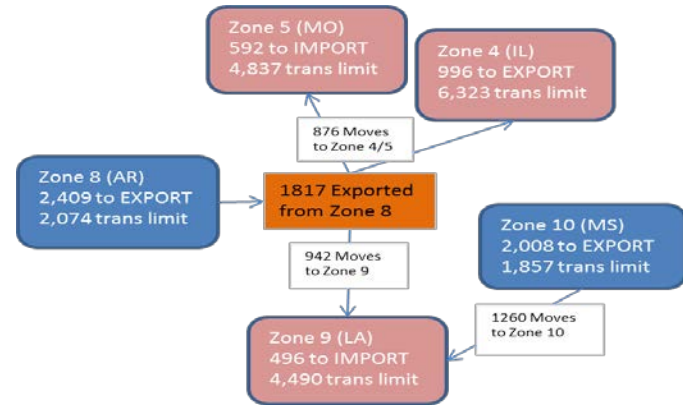 Zone 5 (MO)
592 to IMPORT
4,837 trans limit
Zone 4 (IL)
996 to EXPORT
6,323 trans limit
876 Moves
to Zone 4/5
Zone 8 (AR)
2,409 to EXPORT
2,074 trans limit
1817 Exported
from Zone 8
Zone 10 (MS)
2,008 to EXPORT
1,857 trans limit
942 Moves
to Zone 9
1260 Moves
to Zone 10
Zone 9 (LA)
496 to IMPORT
4,490 trans limit